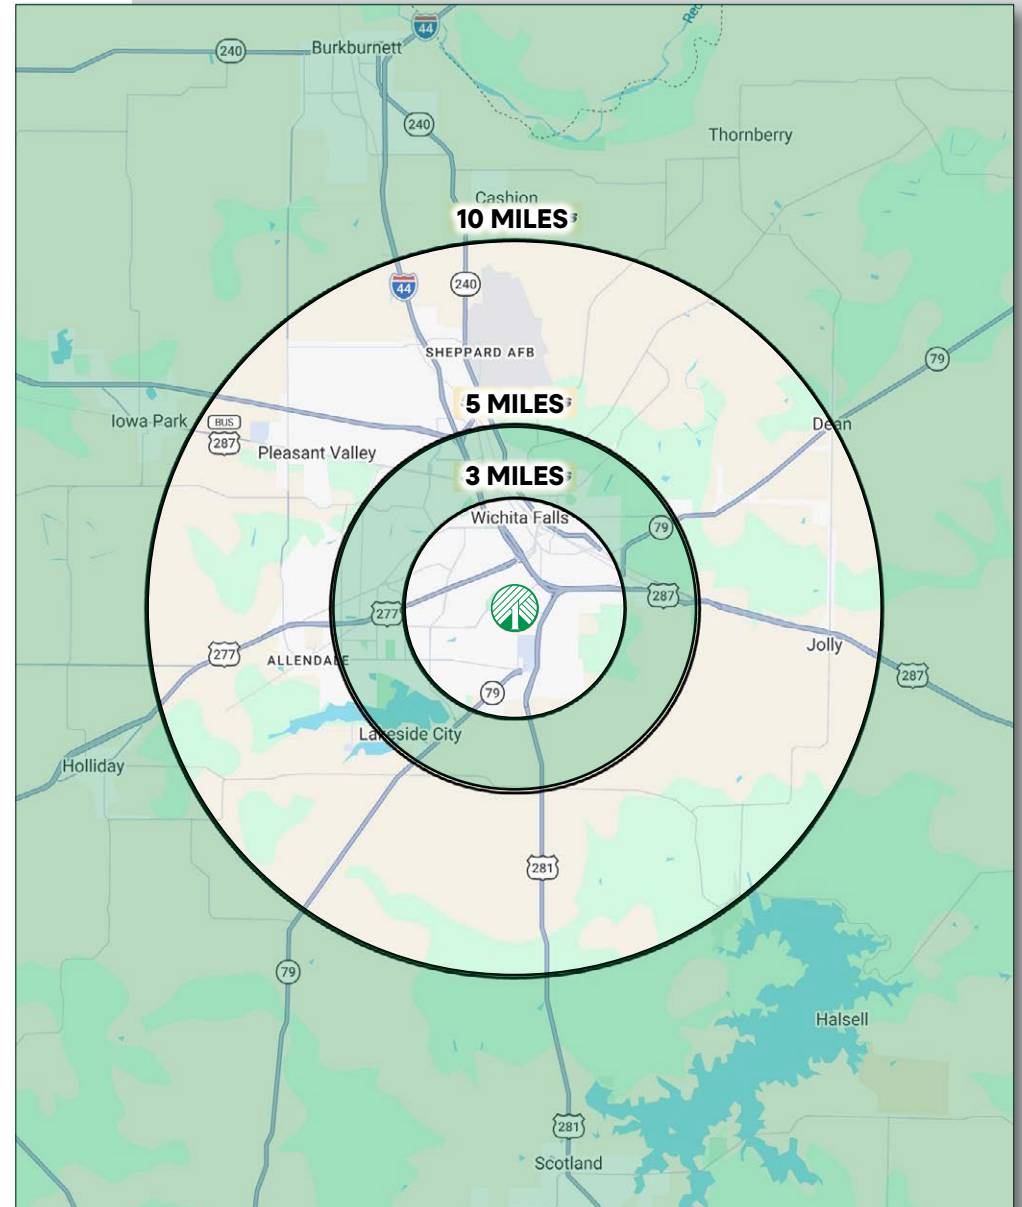 44
Red
240
Burkburnett
240
Thornberry
Cashion
10 MILES
44
240
SHEPPARD AFB
79
5 MILES
Iowa Park
BUS
287
Dean
Pleasant Valley
3 MILES
Wichita Falls
79
287
277
277
ALLENDALE
Jolly
287
79
Lakeside City
Holliday
281
79
Halsell
281
Scotland